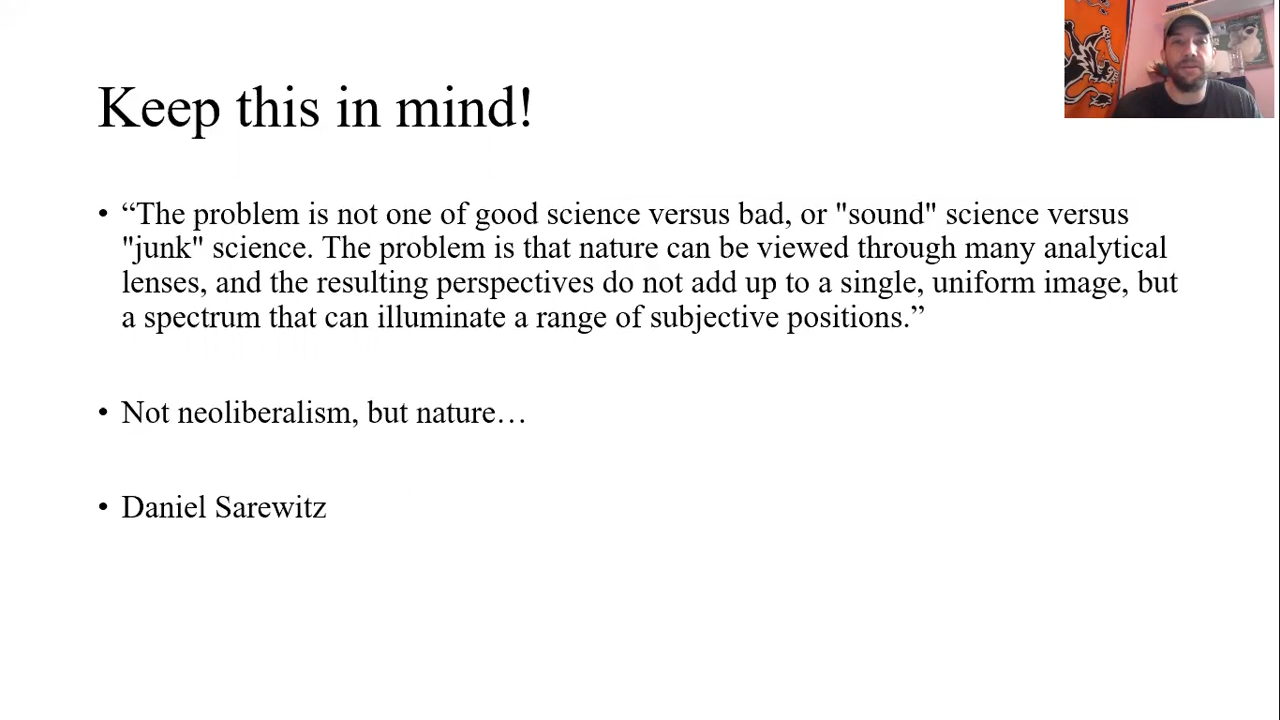 Keep this in mind!
• “The problem is not one of good science versus bad, or "sound" science versus
"junk" science. The problem is that nature can be viewed through many analytical
lenses, and the resulting perspectives do not add up to a single, uniform image, but
a spectrum that can illuminate a range of subjective positions.”
• Not neoliberalism, but nature…
• Daniel Sarewitz